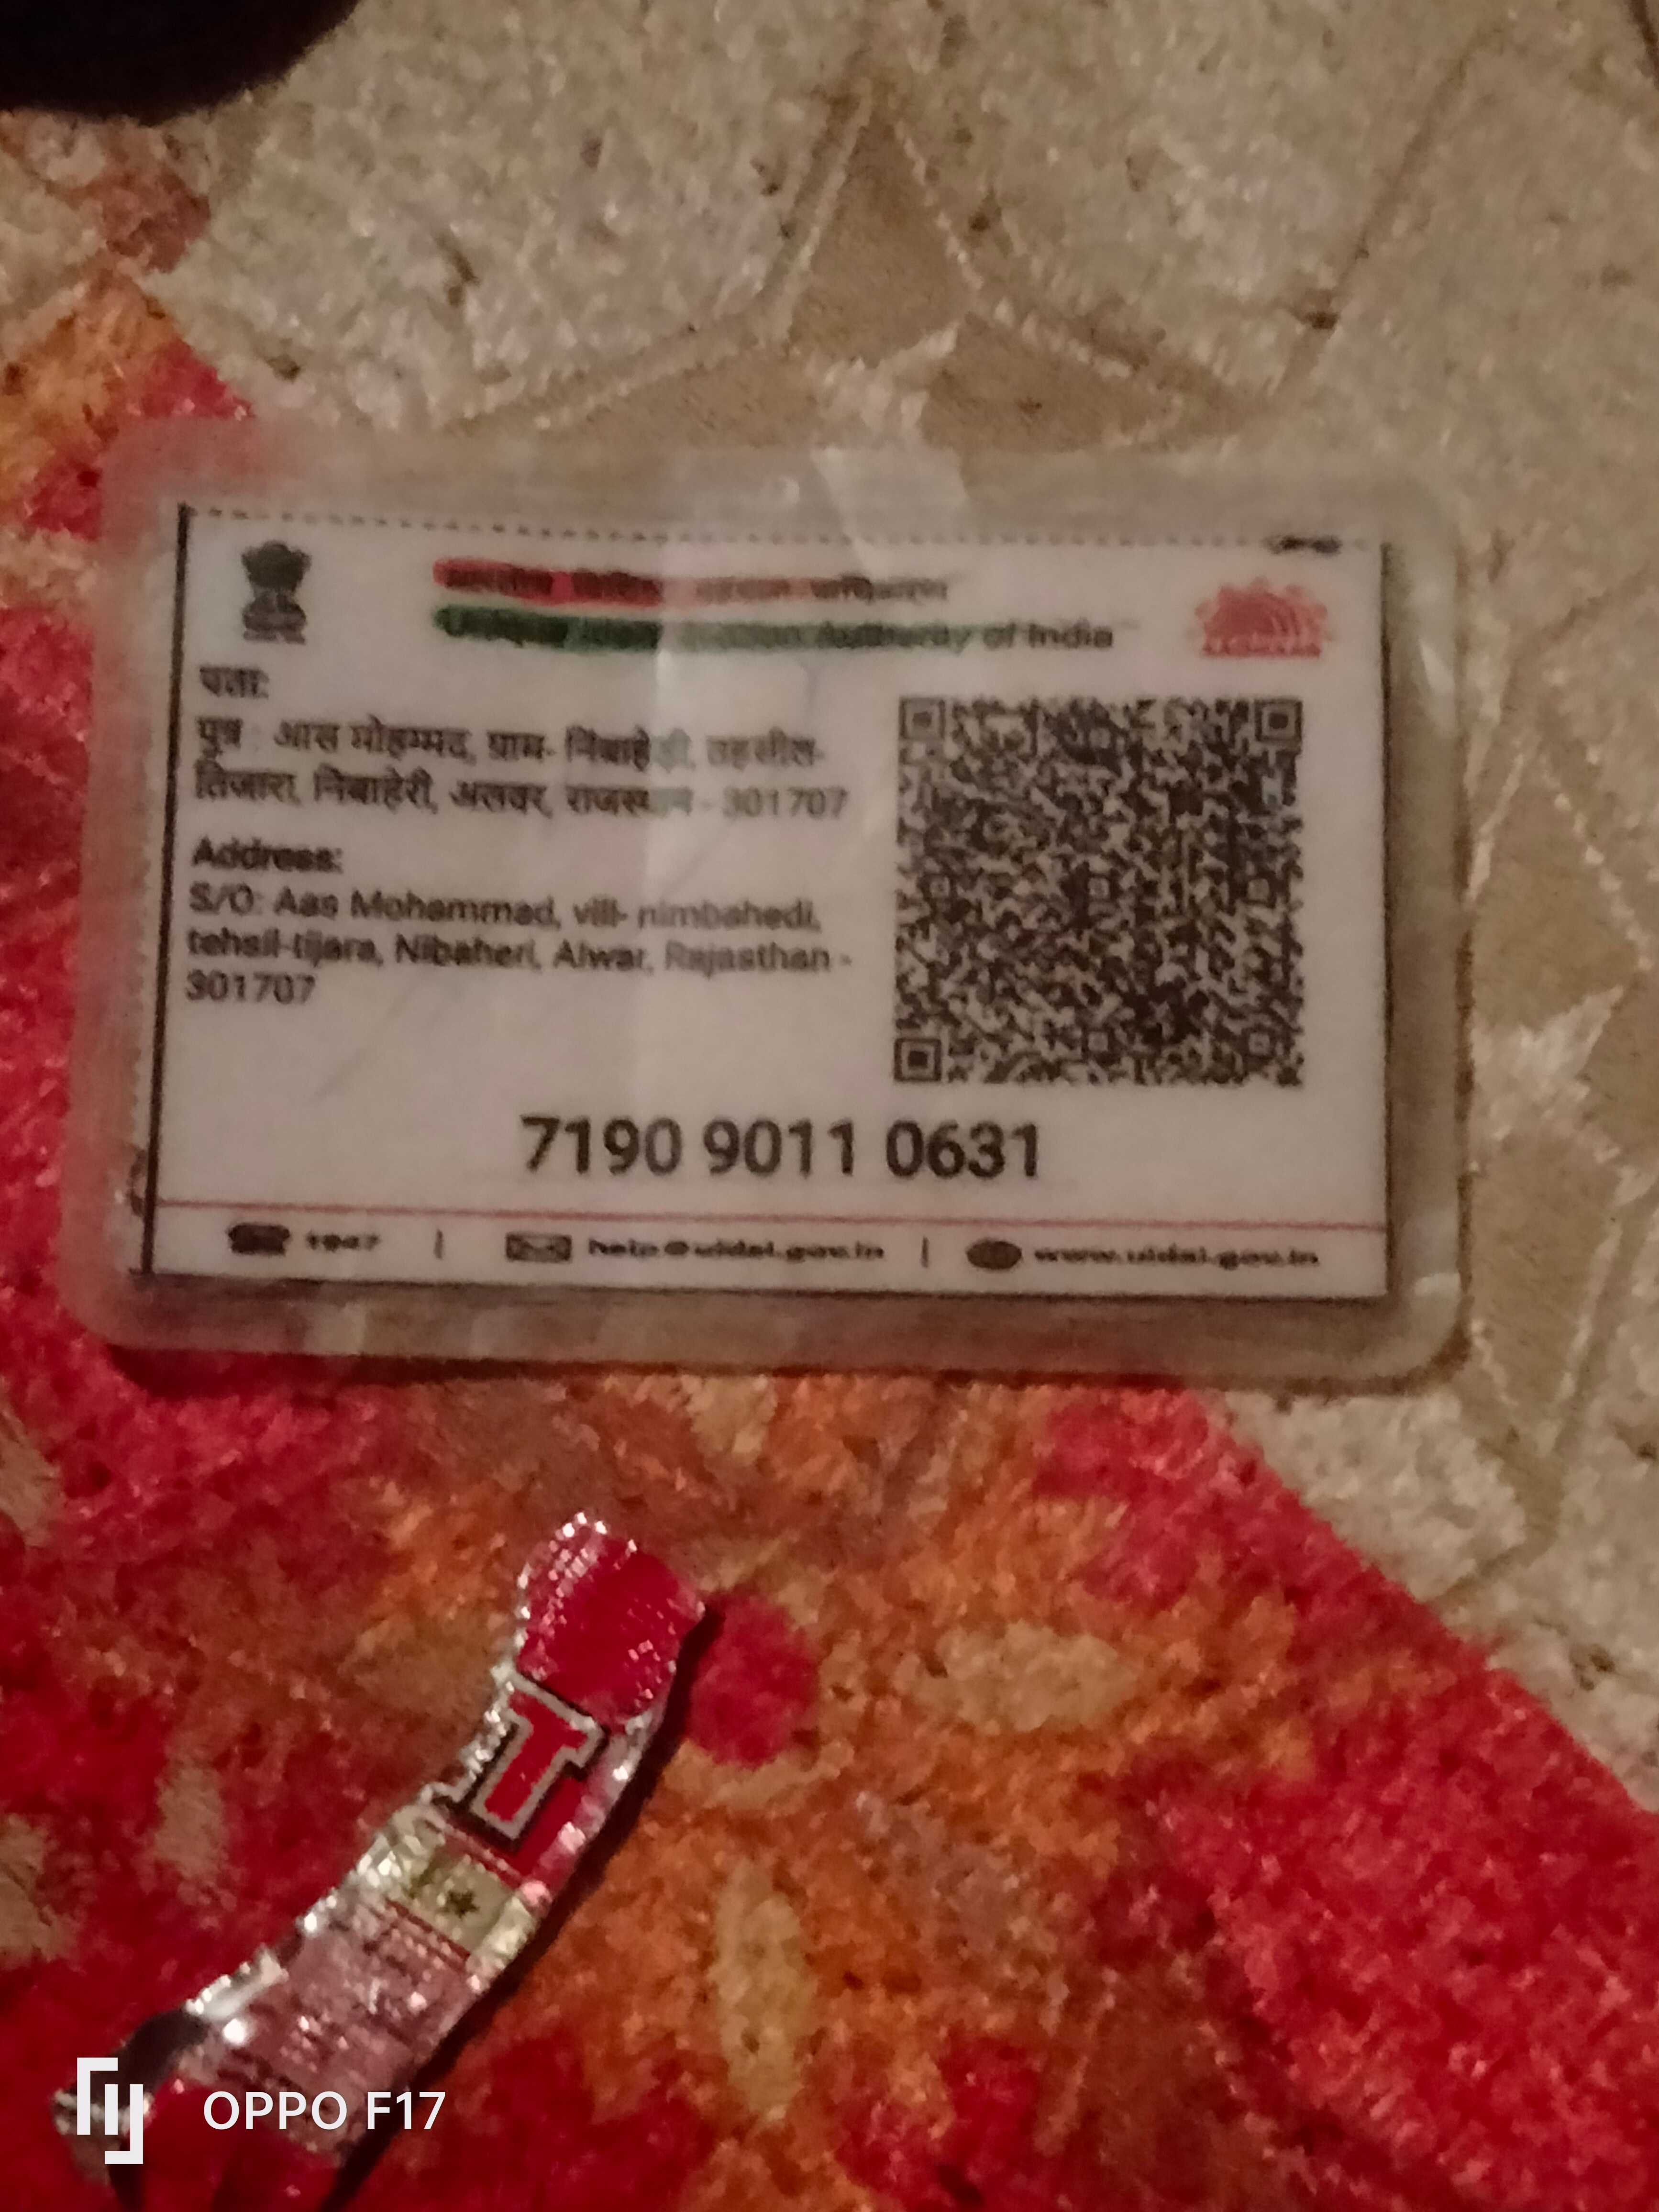 भारतीय विशिष्ट पहचान प्राधिकरण
Unique Identification Authority of India
पता:
पुत्र : आस मोहम्मद, ग्राम- निंबाहेड़ी, तहसील-
तिजारा, निबाहेरी, अलवर, राजस्थान - 301707
Address:
S/O: Aas Mohammad, vill- nimbahedi,
tehsil-tijara, Nibaheri, Alwar, Rajasthan -
301707
7190 9011 0631
1947 | help@uidai.gov.in | www.uidai.gov.in
T
OPPO F17